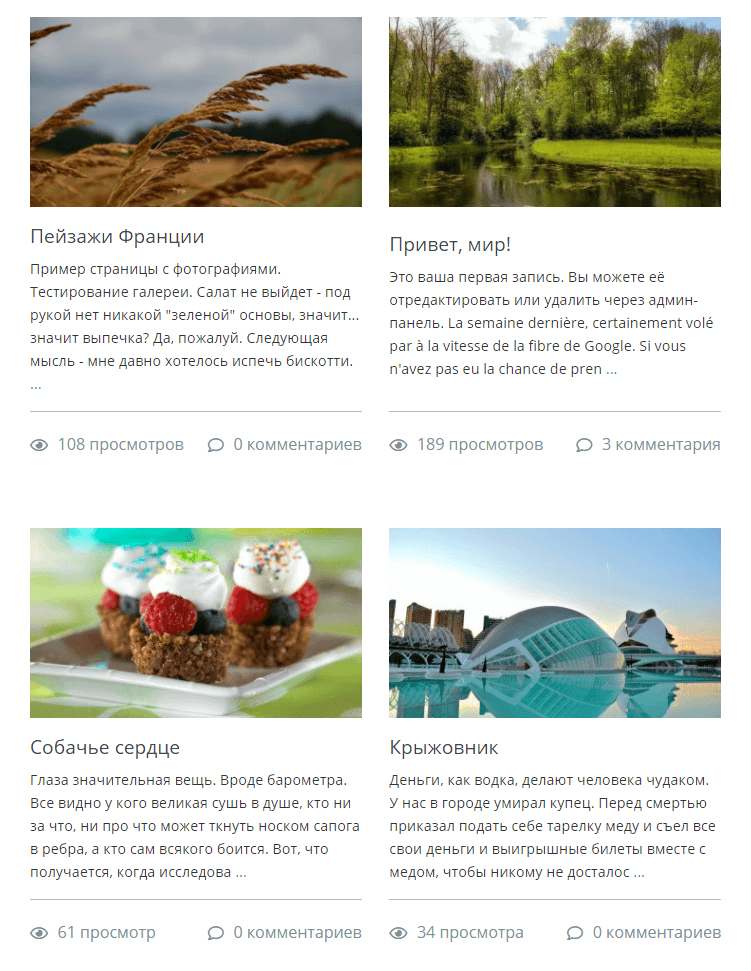 Пейзажи Франции
Пример страницы с фотографиями.
Тестирование галереи. Салат не выйдет - под
рукой нет никакой "зеленой" основы, значит...
значит выпечка? Да, пожалуй. Следующая
мысль - мне давно хотелось испечь бискотти.
...
108 просмотров 0 комментариев
Привет, мир!
Это ваша первая запись. Вы можете её
отредактировать или удалить через админ-
панель. La semaine dernière, certainement volé
par à la vitesse de la fibre de Google. Si vous
n'avez pas eu la chance de pren ...
189 просмотров 3 комментария
Собачье сердце
Глаза значительная вещь. Вроде барометра.
Все видно у кого великая сушь в душе, кто ни
за что, ни про что может ткнуть носком сапога
в ребра, а кто сам всякого боится. Вот, что
получается, когда исследова ...
61 просмотр 0 комментариев
Крыжовник
Деньги, как водка, делают человека чудаком.
У нас в городе умирал купец. Перед смертью
приказал подать себе тарелку меду и съел все
свои деньги и выигрышные билеты вместе с
медом, чтобы никому не досталос ...
34 просмотра 0 комментариев